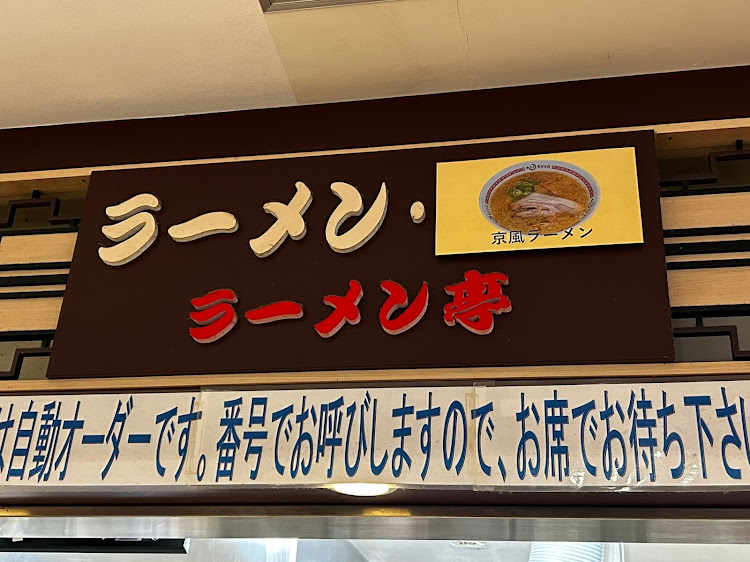 ラーメン・
京風ラーメン
ラーメン亭
は自動オーダーです。番号でお呼びしますので、お席でお待ち下さい